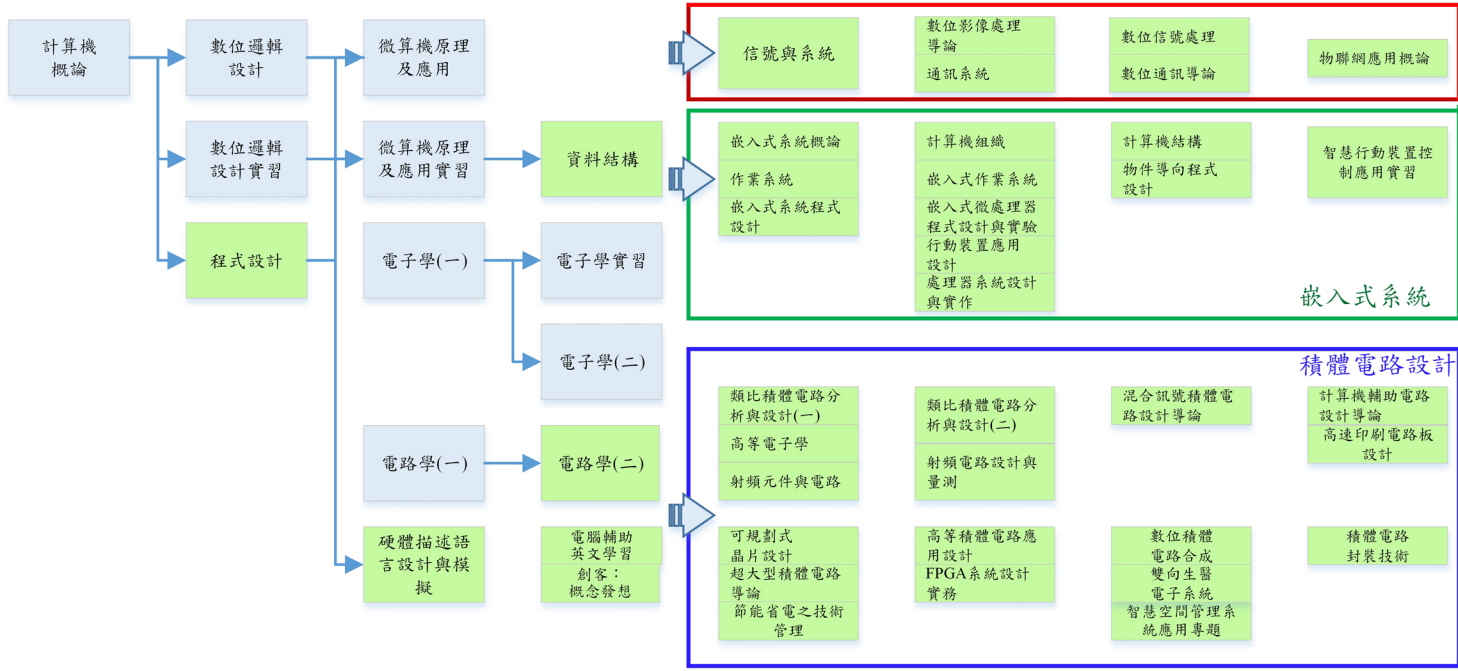 計算機
概論
數位邏輯
設計
微算機原理
及應用
數位邏輯
設計實習
微算機原理
及應用實習
資料結構
程式設計
電子學(一)
電子學實習
電子學(二)
電路學(一)
電路學(二)
硬體描述語
言設計與模
擬
電腦輔助
英文學習
創客：
概念發想
信號與系統
數位影像處理
導論
通訊系統
數位信號處理
數位通訊導論
物聯網應用概論
嵌入式系統概論
作業系統
嵌入式系統程式
設計
計算機組織
嵌入式作業系統
嵌入式微處理器
程式設計與實驗
行動裝置應用
設計
處理器系統設計
與實作
計算機結構
物件導向程式
設計
智慧行動裝置控
制應用實習
嵌入式系統
積體電路設計
類比積體電路分
析與設計(一)
高等電子學
射頻元件與電路
類比積體電路分
析與設計(二)
射頻電路設計與
量測
混合訊號積體電
路設計導論
計算機輔助電路
設計導論
高速印刷電路板
設計
可規劃式
晶片設計
超大型積體電路
導論
節能省電之技術
管理
高等積體電路應
用設計
FPGA系統設計
實務
數位積體
電路合成
雙向生醫
電子系統
智慧空間管理系
統應用專題
積體電路
封裝技術